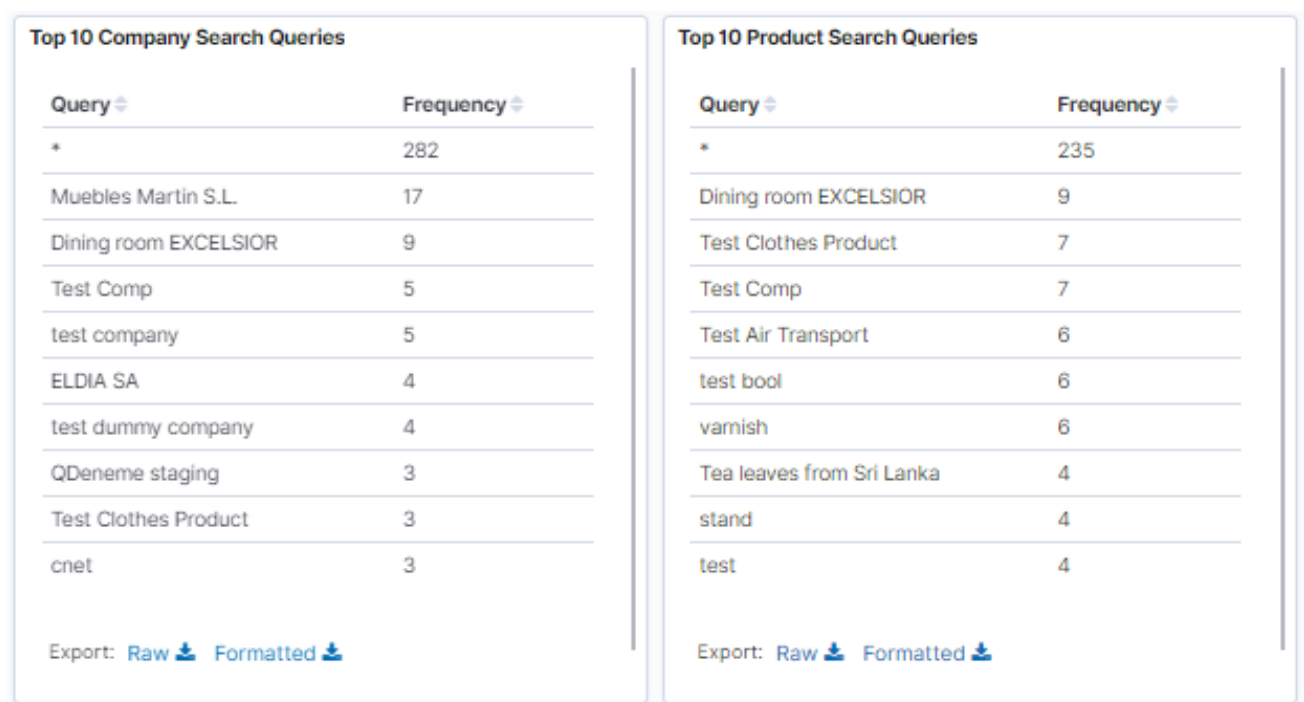 Top 10 Company Search Queries
Query Frequency
* 282
Muebles Martin S.L. 17
Dining room EXCELSIOR 9
Test Comp 5
test company 5
ELDIA SA 4
test dummy company 4
QDeneme staging 3
Test Clothes Product 3
cnet 3
Export: Raw Formatted
Top 10 Product Search Queries
Query Frequency
* 235
Dining room EXCELSIOR 9
Test Clothes Product 7
Test Comp 7
Test Air Transport 6
test bool 6
varnish 6
Tea leaves from Sri Lanka 4
stand 4
test 4
Export: Raw Formatted